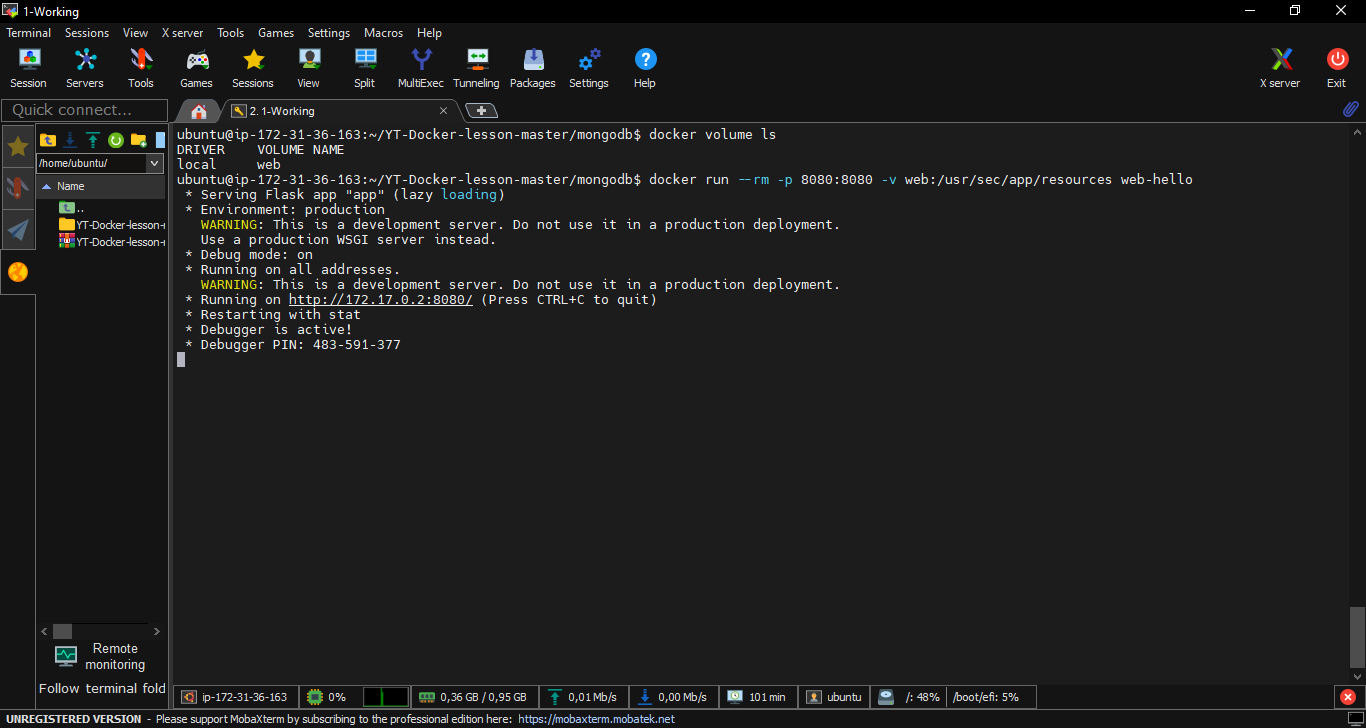 1-Working
Terminal Sessions View X server Tools Games Settings Macros Help
Session Servers Tools Games Sessions View Split MultiExec Tunneling Packages Settings Help X server Exit
Quick connect...
2. 1-Working
/home/ubuntu/
Name
..
YT-Docker-lesson-
YT-Docker-lesson-
ubuntu@ip-172-31-36-163:~/YT-Docker-lesson-master/mongodb$ docker volume ls
DRIVER    VOLUME NAME
local     web
ubuntu@ip-172-31-36-163:~/YT-Docker-lesson-master/mongodb$ docker run --rm -p 8080:8080 -v web:/usr/sec/app/resources web-hello
* Serving Flask app "app" (lazy loading)
* Environment: production
WARNING: This is a development server. Do not use it in a production deployment.
Use a production WSGI server instead.
* Debug mode: on
* Running on all addresses.
WARNING: This is a development server. Do not use it in a production deployment.
* Running on http://172.17.0.2:8080/ (Press CTRL+C to quit)
* Restarting with stat
* Debugger is active!
* Debugger PIN: 483-591-377
Remote
monitoring
Follow terminal fold
ip-172-31-36-163 0% 0,36 GB / 0,95 GB 0,01 Mb/s 0,00 Mb/s 101 min ubuntu /: 48% /boot/efi: 5%
UNREGISTERED VERSION - Please support MobaXterm by subscribing to the professional edition here: https://mobaxterm.mobatek.net